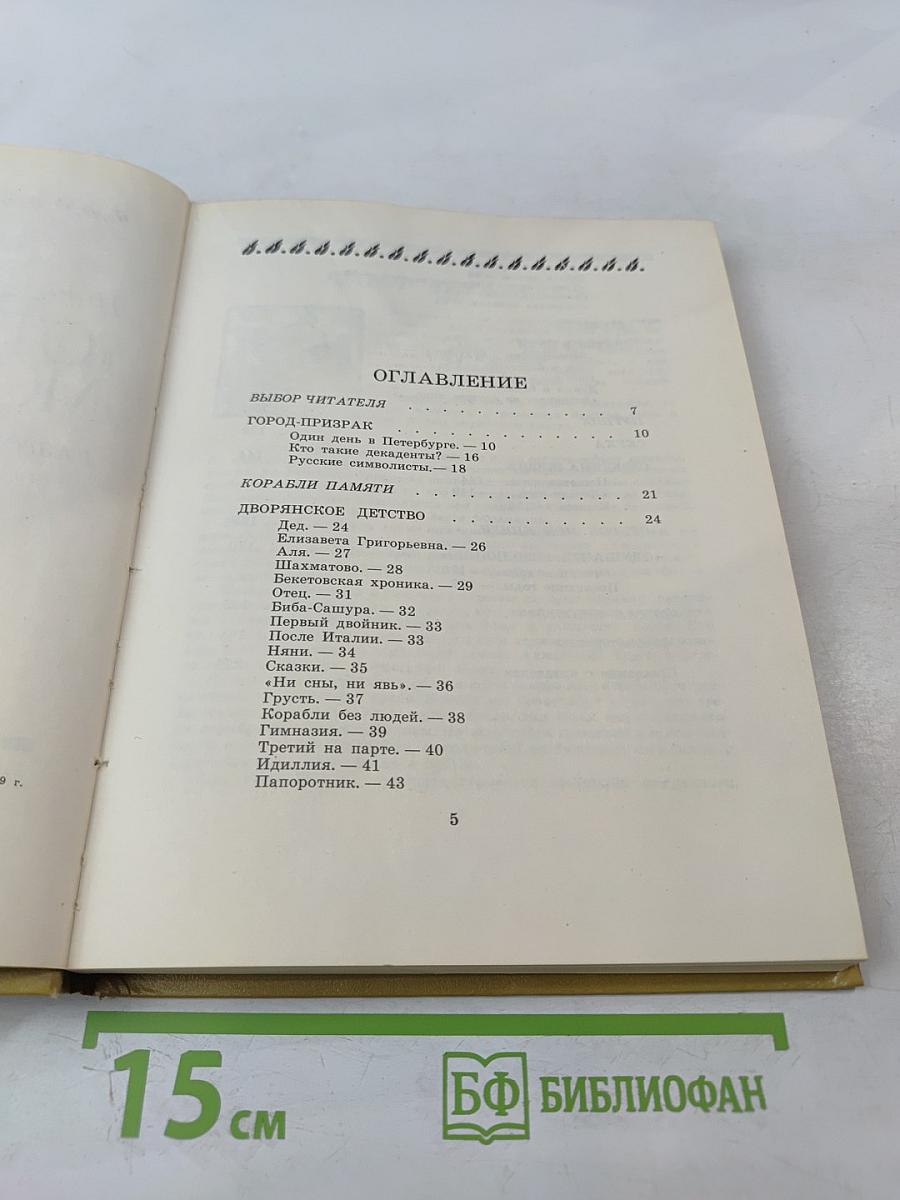 ОГЛАВЛЕНИЕ
ВЫБОР ЧИТАТЕЛЯ . . . . . . . . . . . . . 7
ГОРОД-ПРИЗРАК . . . . . . . . . . . . . 10
Один день в Петербурге. — 10
Кто такие декаденты? — 16
Русские символисты.— 18
КОРАБЛИ ПАМЯТИ . . . . . . . . . . . . 21
ДВОРЯНСКОЕ ДЕТСТВО . . . . . . . . . . 24
Дед. — 24
Елизавета Григорьевна. — 26
Аля. — 27
Шахматово. — 28
Бекетовская хроника. — 29
Отец. — 31
Биба-Сашура. — 32
Первый двойник. — 33
После Италии. — 33
Няни. — 34
Сказки. — 35
«Ни сны, ни явь». — 36
Грусть. — 37
Корабли без людей. — 38
Гимназия. — 39
Третий на парте. — 40
Идиллия. — 41
Папоротник. — 43
5
9 г.
15 см
БФ БИБЛИОФАН